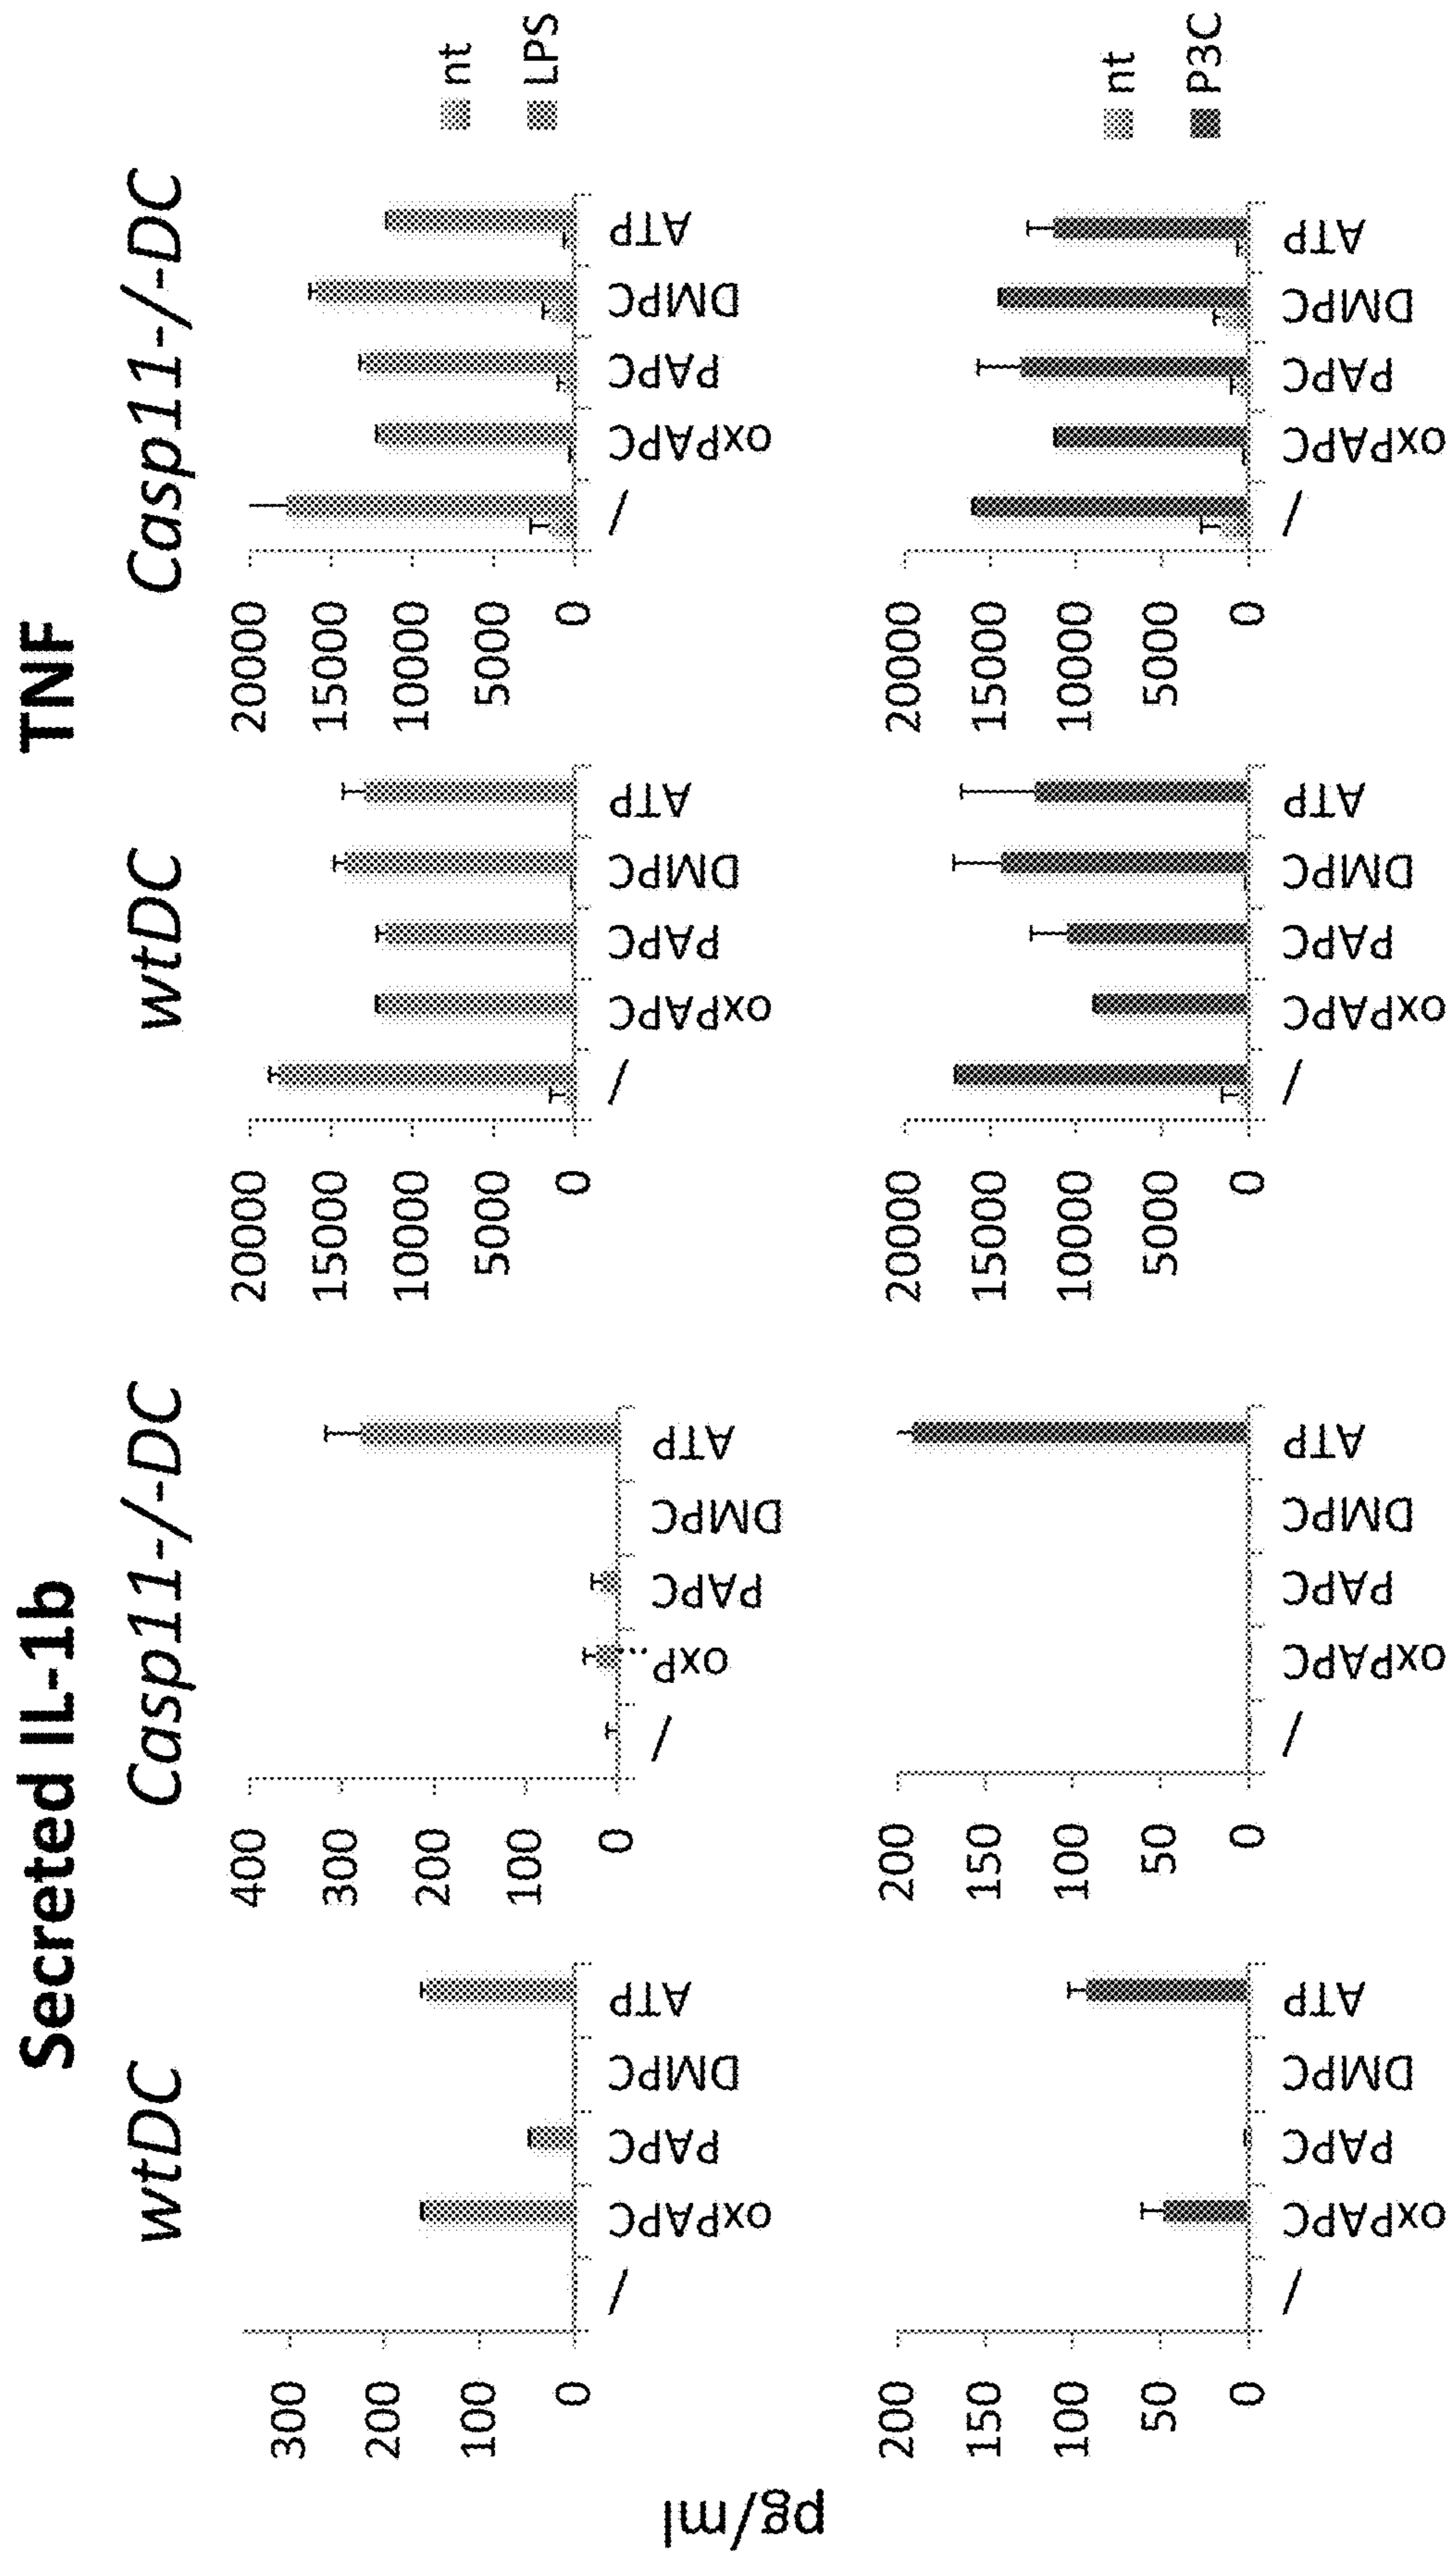 Secreted IL-1b
TNF
wtDC
Casp11-/-DC
wtDC
Casp11-/-DC
pg/ml
300
200
100
0
/
oxPAPC
PAPC
DMPC
ATP
400
300
200
100
0
/
oxP...
PAPC
DMPC
ATP
20000
15000
10000
5000
0
/
oxPAPC
PAPC
DMPC
ATP
20000
15000
10000
5000
0
/
oxPAPC
PAPC
DMPC
ATP
nt
LPS
200
150
100
50
0
/
oxPAPC
PAPC
DMPC
ATP
200
150
100
50
0
/
oxPAPC
PAPC
DMPC
ATP
20000
15000
10000
5000
0
/
oxPAPC
PAPC
DMPC
ATP
20000
15000
10000
5000
0
/
oxPAPC
PAPC
DMPC
ATP
nt
P3C